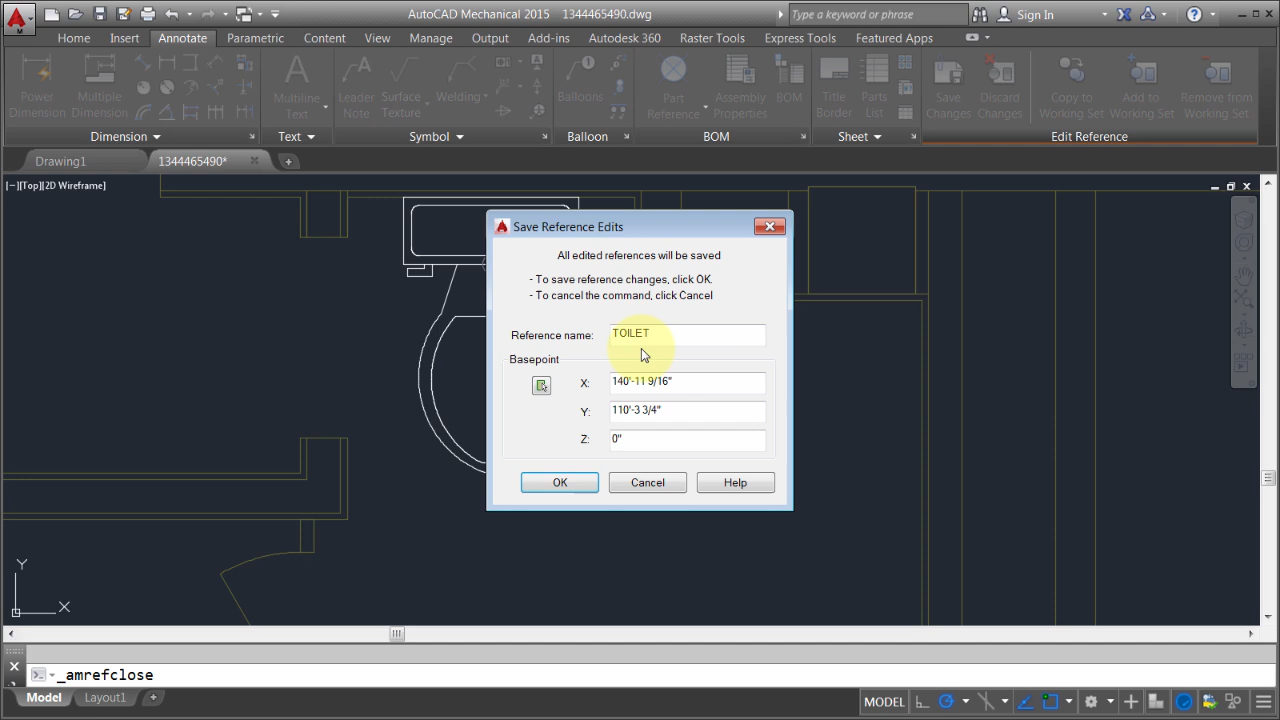 AutoCAD Mechanical 2015 1344465490.dwg
Type a keyword or phrase
Sign In
Home Insert Annotate Parametric Content View Manage Output Add-ins Autodesk 360 Raster Tools Express Tools Featured Apps
Power Dimension
Multiple Dimension
Multiline Text
Leader Note
Surface Texture
Welding
Balloons
Part Reference
Assembly Properties
BOM
Title Border
Parts List
Save Changes
Discard Changes
Copy to Working Set
Add to Working Set
Remove from Working Set
Dimension Text Symbol Balloon BOM Sheet Edit Reference
Drawing1 1344465490*
[−][Top][2D Wireframe]
Save Reference Edits
All edited references will be saved
- To save reference changes, click OK.
- To cancel the command, click Cancel
Reference name: TOILET
Basepoint
X: 140'-11 9/16"
Y: 110'-3 3/4"
Z: 0"
OK Cancel Help
Y
X
_amrefclose
Model Layout1
MODEL